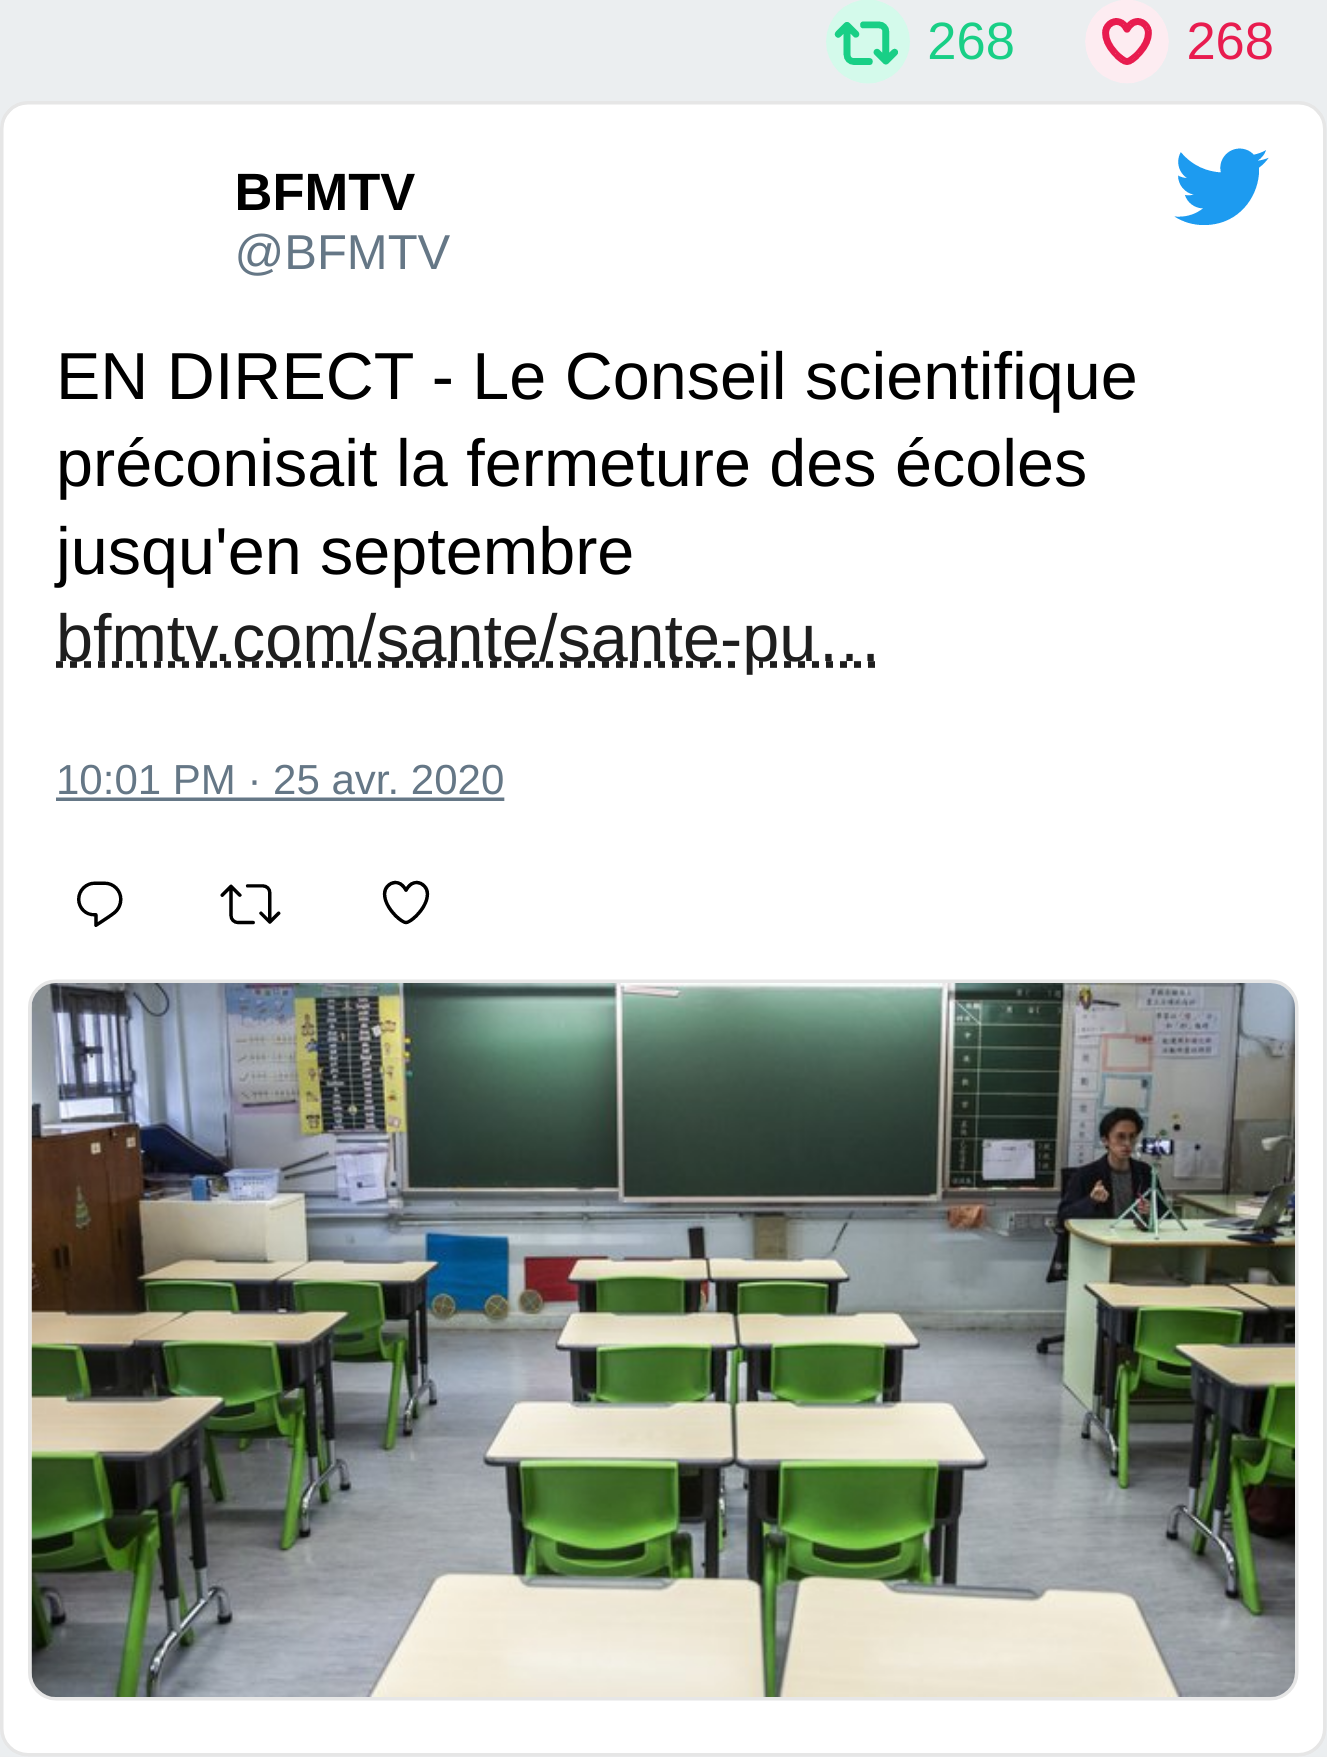 268 268
BFMTV
@BFMTV
EN DIRECT - Le Conseil scientifique
préconisait la fermeture des écoles
jusqu'en septembre
bfmtv.com/sante/sante-pu…
10:01 PM · 25 avr. 2020